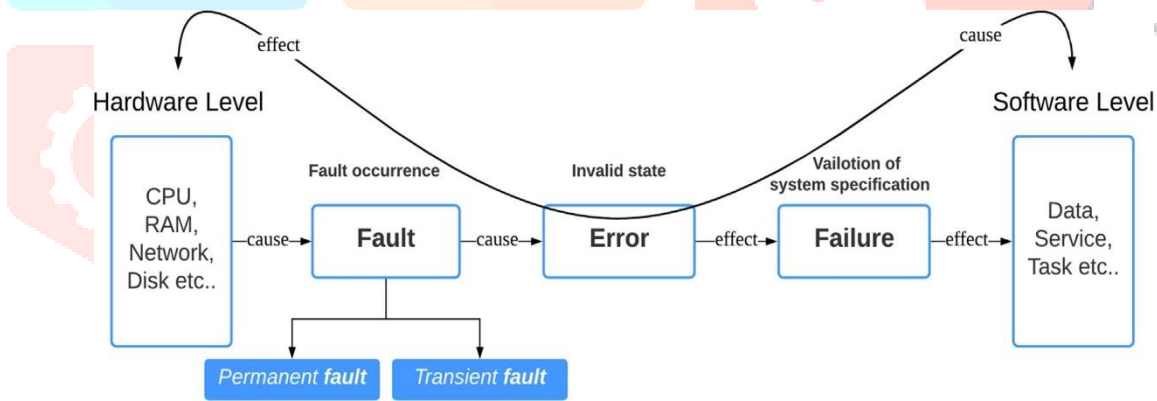 effect
cause
Hardware Level
Software Level
Fault occurrence
Invalid state
Vailotion of
system specification
CPU,
RAM,
Network,
Disk etc..
cause
Fault
cause
Error
effect
Failure
effect
Data,
Service,
Task etc..
Permanent fault
Transient fault